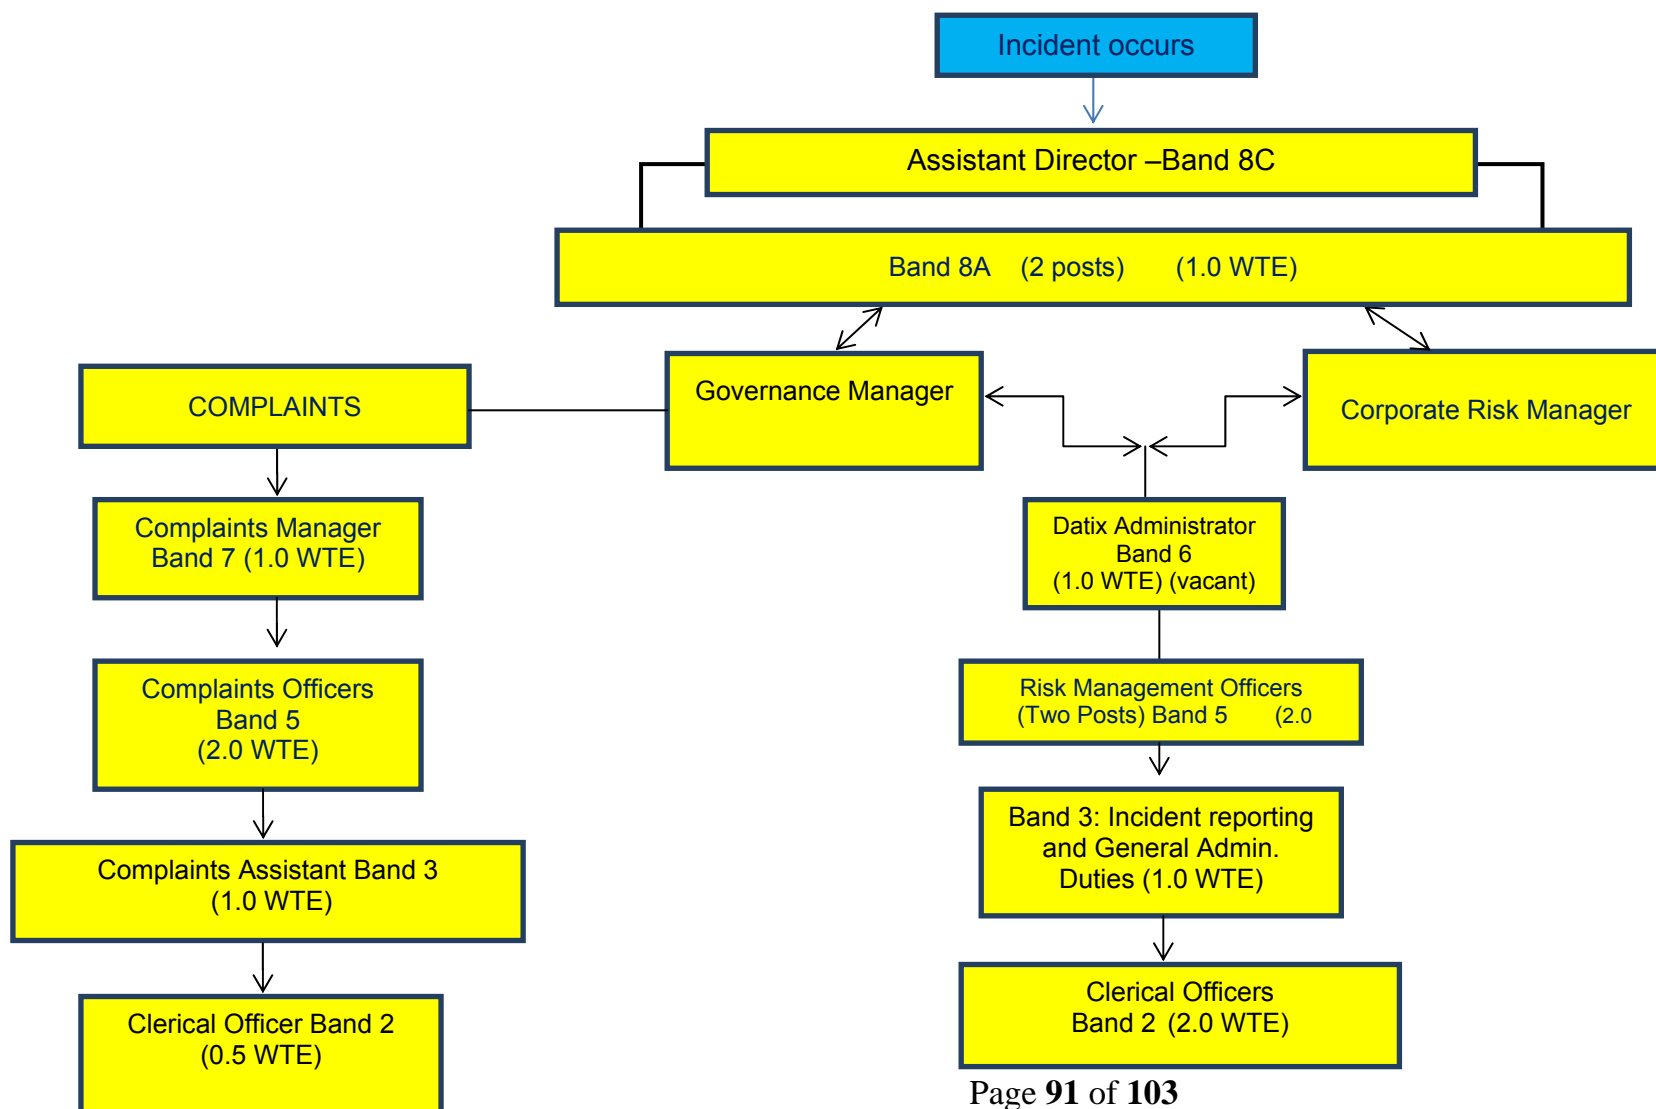 Incident occurs
Assistant Director –Band 8C
Band 8A (2 posts) (1.0 WTE)
Governance Manager
Corporate Risk Manager
COMPLAINTS
Complaints Manager
Band 7 (1.0 WTE)
Complaints Officers
Band 5
(2.0 WTE)
Complaints Assistant Band 3
(1.0 WTE)
Clerical Officer Band 2
(0.5 WTE)
Datix Administrator
Band 6
(1.0 WTE) (vacant)
Risk Management Officers
(Two Posts) Band 5 (2.0
Band 3: Incident reporting
and General Admin.
Duties (1.0 WTE)
Clerical Officers
Band 2 (2.0 WTE)
Page 91 of 103